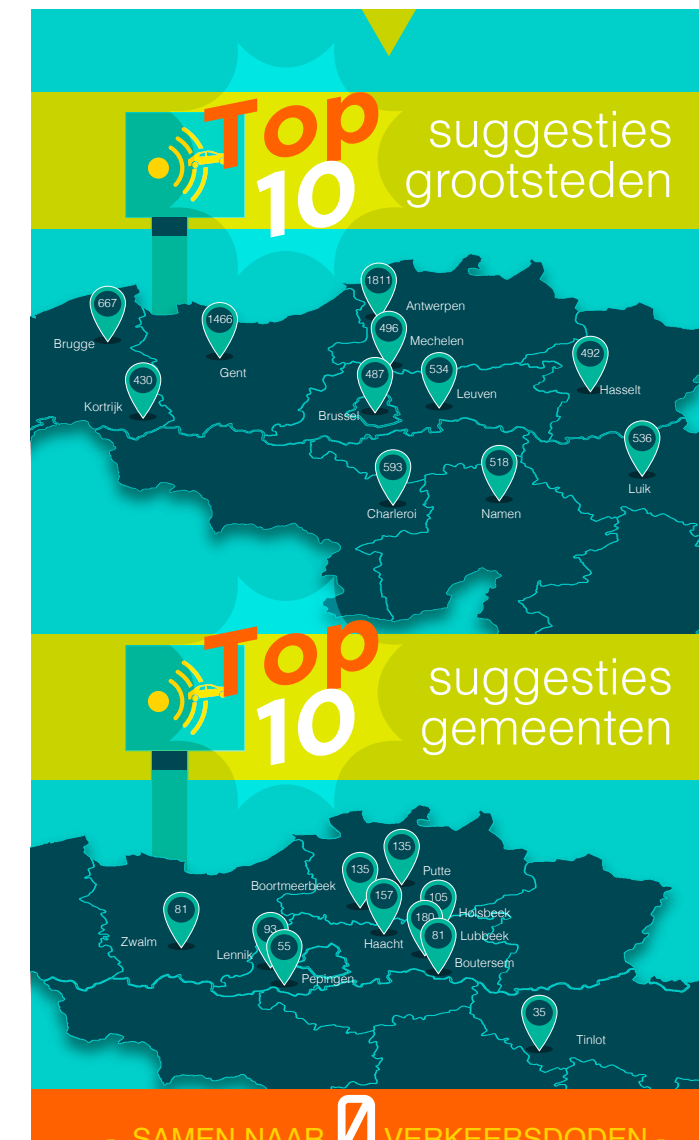 Top
10
suggesties
grootsteden
1811
Antwerpen
667
Brugge
1466
Gent
496
Mechelen
492
Hasselt
430
Kortrijk
487
Brussel
534
Leuven
536
Luik
593
Charleroi
518
Namen
Top
10
suggesties
gemeenten
135
Putte
135
Boortmeerbeek
157
Haacht
105
Holsbeek
180
Lubbeek
81
Boutersem
81
Zwalm
93
Lennik
55
Pepingen
35
Tinlot
SAMEN NAAR 0 VERKEERSDODEN